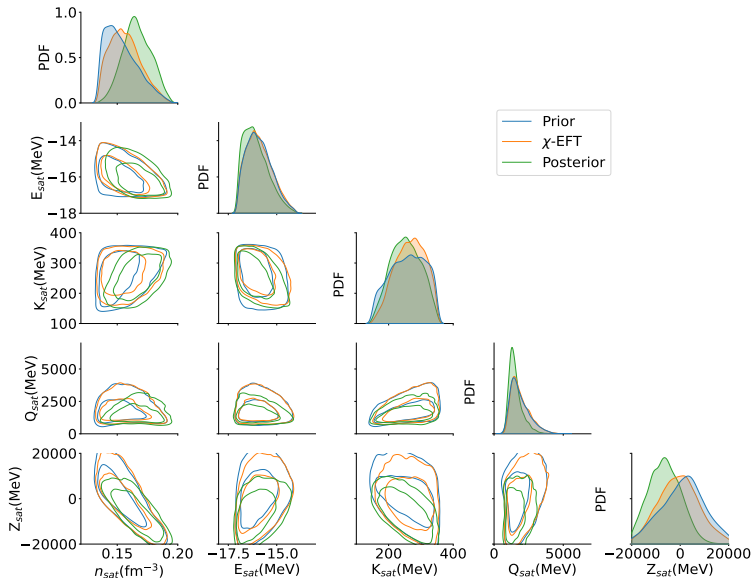 1.0
0.5
0.0
PDF
Prior
χ-EFT
Posterior
−14
−16
−18
E_sat(MeV)
PDF
400
300
200
100
K_sat(MeV)
PDF
5000
2500
0
Q_sat(MeV)
PDF
20000
0
−20000
Z_sat(MeV)
PDF
0.15 0.20
−17.5 −15.0
200 400
0 5000
−20000 0 20000
n_sat(fm⁻³)
E_sat(MeV)
K_sat(MeV)
Q_sat(MeV)
Z_sat(MeV)